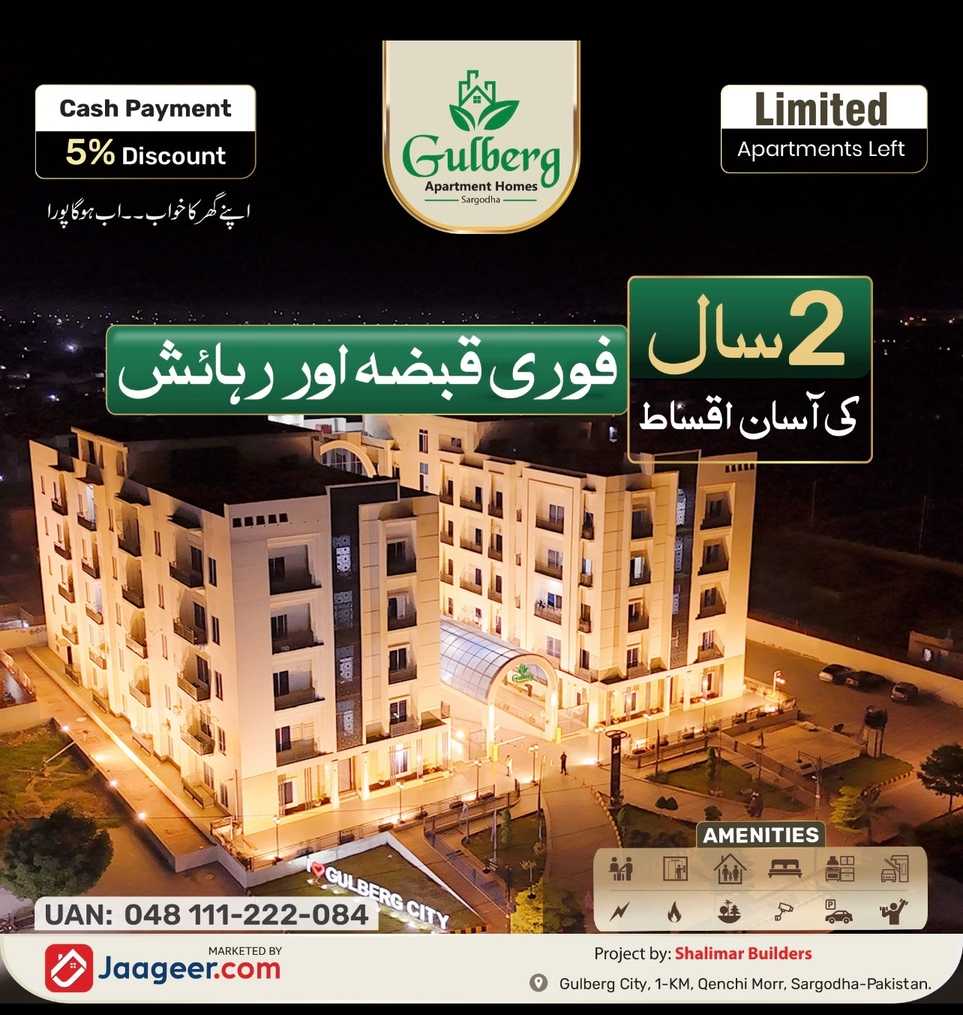 Cash Payment
5% Discount
اپنے گھر کا خواب۔۔اب ہوگا پورا
Gulberg
Apartment Homes
Sargodha
Limited
Apartments Left
2 سال
کی آسان اقساط
فوری قبضہ اور رہائش
Gulberg
I GULBERG CITY
AMENITIES
P
UAN: 048 111-222-084
MARKETED BY
Jaageer.com
Project by: Shalimar Builders
Gulberg City, 1-KM, Qenchi Morr, Sargodha-Pakistan.